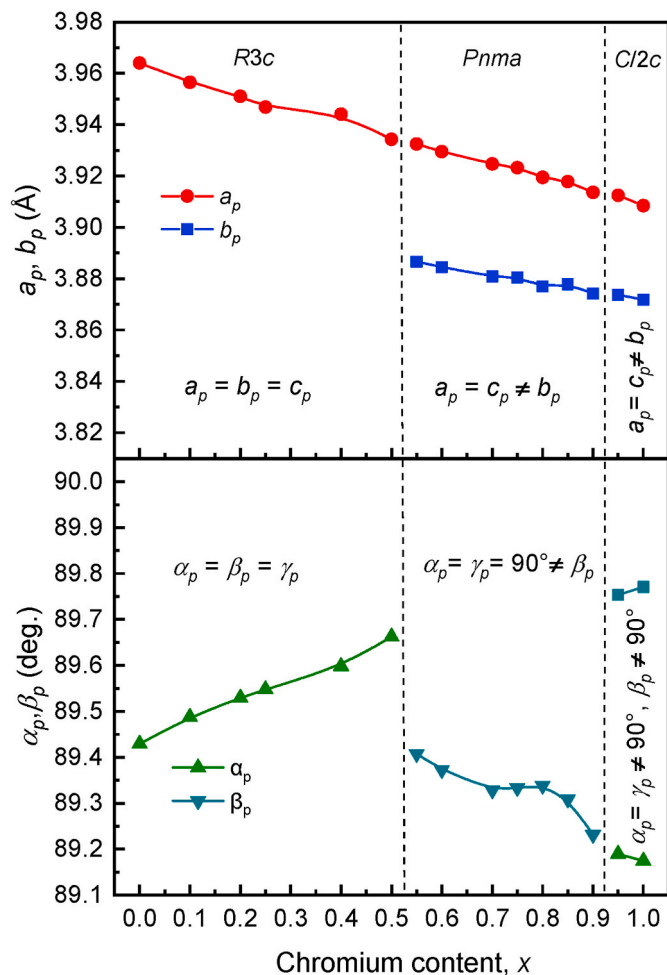 3.98
3.96
3.94
3.92
3.90
3.88
3.86
3.84
3.82
a_p, b_p (Å)
R3c
Pnma
C/2c
a_p
b_p
a_p = b_p = c_p
a_p = c_p ≠ b_p
a_p = c_p ≠ b_p
90.0
89.9
89.8
89.7
89.6
89.5
89.4
89.3
89.2
89.1
α_p,β_p (deg.)
α_p = β_p = γ_p
α_p = γ_p = 90° ≠ β_p
α_p = γ_p ≠ 90°, β_p ≠ 90°
α_p
β_p
0.0 0.1 0.2 0.3 0.4 0.5 0.6 0.7 0.8 0.9 1.0
Chromium content, x